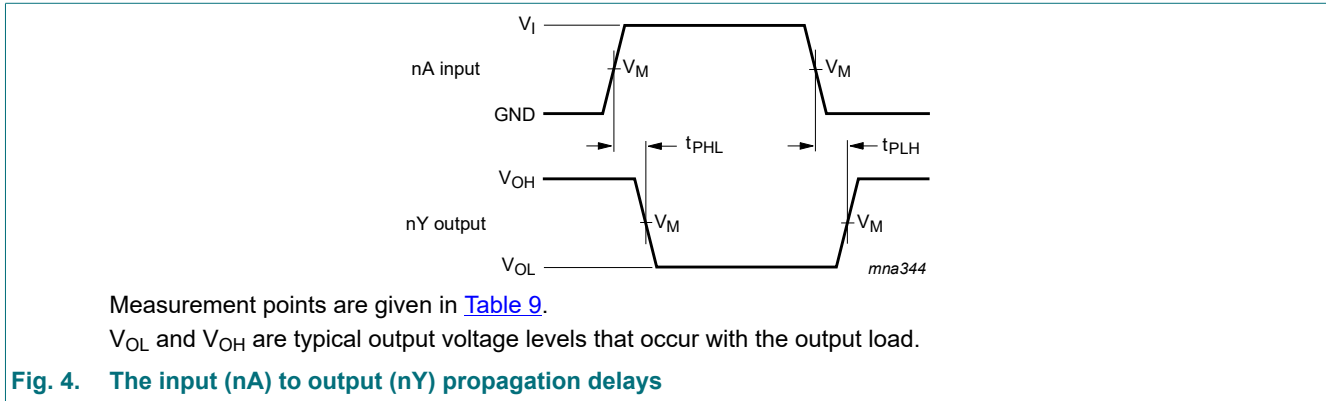 V_I
nA input
V_M
V_M
GND
t_PHL
t_PLH
V_OH
nY output
V_M
V_M
V_OL
mna344
Measurement points are given in Table 9.
V_OL and V_OH are typical output voltage levels that occur with the output load.
Fig. 4. The input (nA) to output (nY) propagation delays